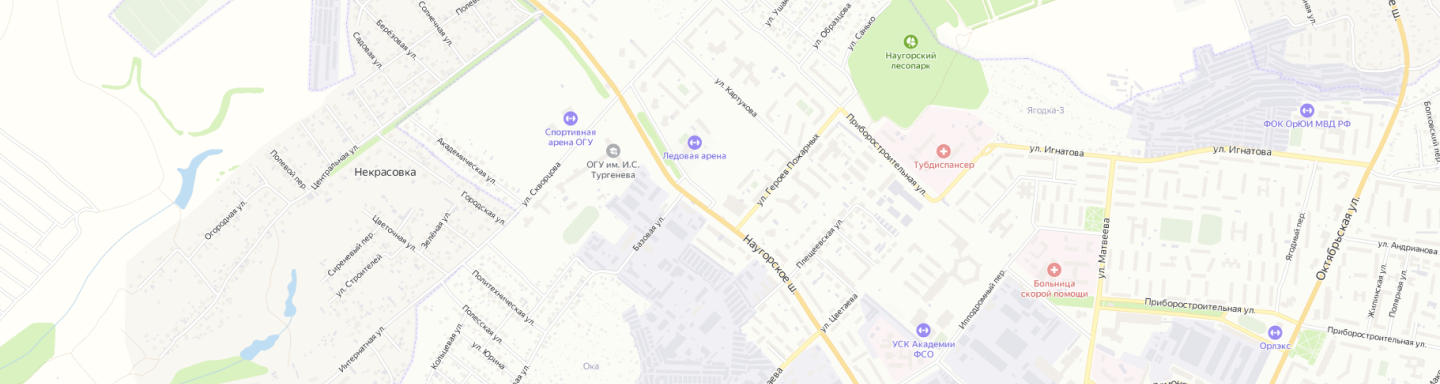 Солнечная ул.
Полев
Берёзовая ул.
Садовая ул.
ул. Уша
ул. Образцова
ул. Санько
Наугорский
лесопарк
ул. Картукова
Ягодка-3
ФОК ОрЮИ МВД РФ
Болховский пер.
Спортивная
арена ОГУ
Академическая ул.
ОГУ им. И.С.
Тургенева
Ледовая арена
Приборостроительная ул.
Тубдиспансер
ул. Игнатова
ул. Игнатова
Полевой пер.
Центральная ул.
Некрасовка
ул. Скворцова
ул. Героев Пожарных
Огородная ул.
Городская ул.
Цветочная ул.
Зелёная ул.
Сиреневый пер.
ул. Строителей
Базовая ул.
Наугорское ш.
Плещеевская ул.
ул. Матвеева
Ягодный пер.
Октябрьская ул.
ул. Андрианова
Больница
скорой помощи
Жилинская ул.
Полярная ул.
Политехническая ул.
Полесская ул.
ул. Юрина
Кольцевая ул.
Интернатная ул.
Ока
ул. Цветаева
УСК Академии
ФСО
Ипподромный пер.
Приборостроительная ул.
Орлэкс
Приборостроительная ул.